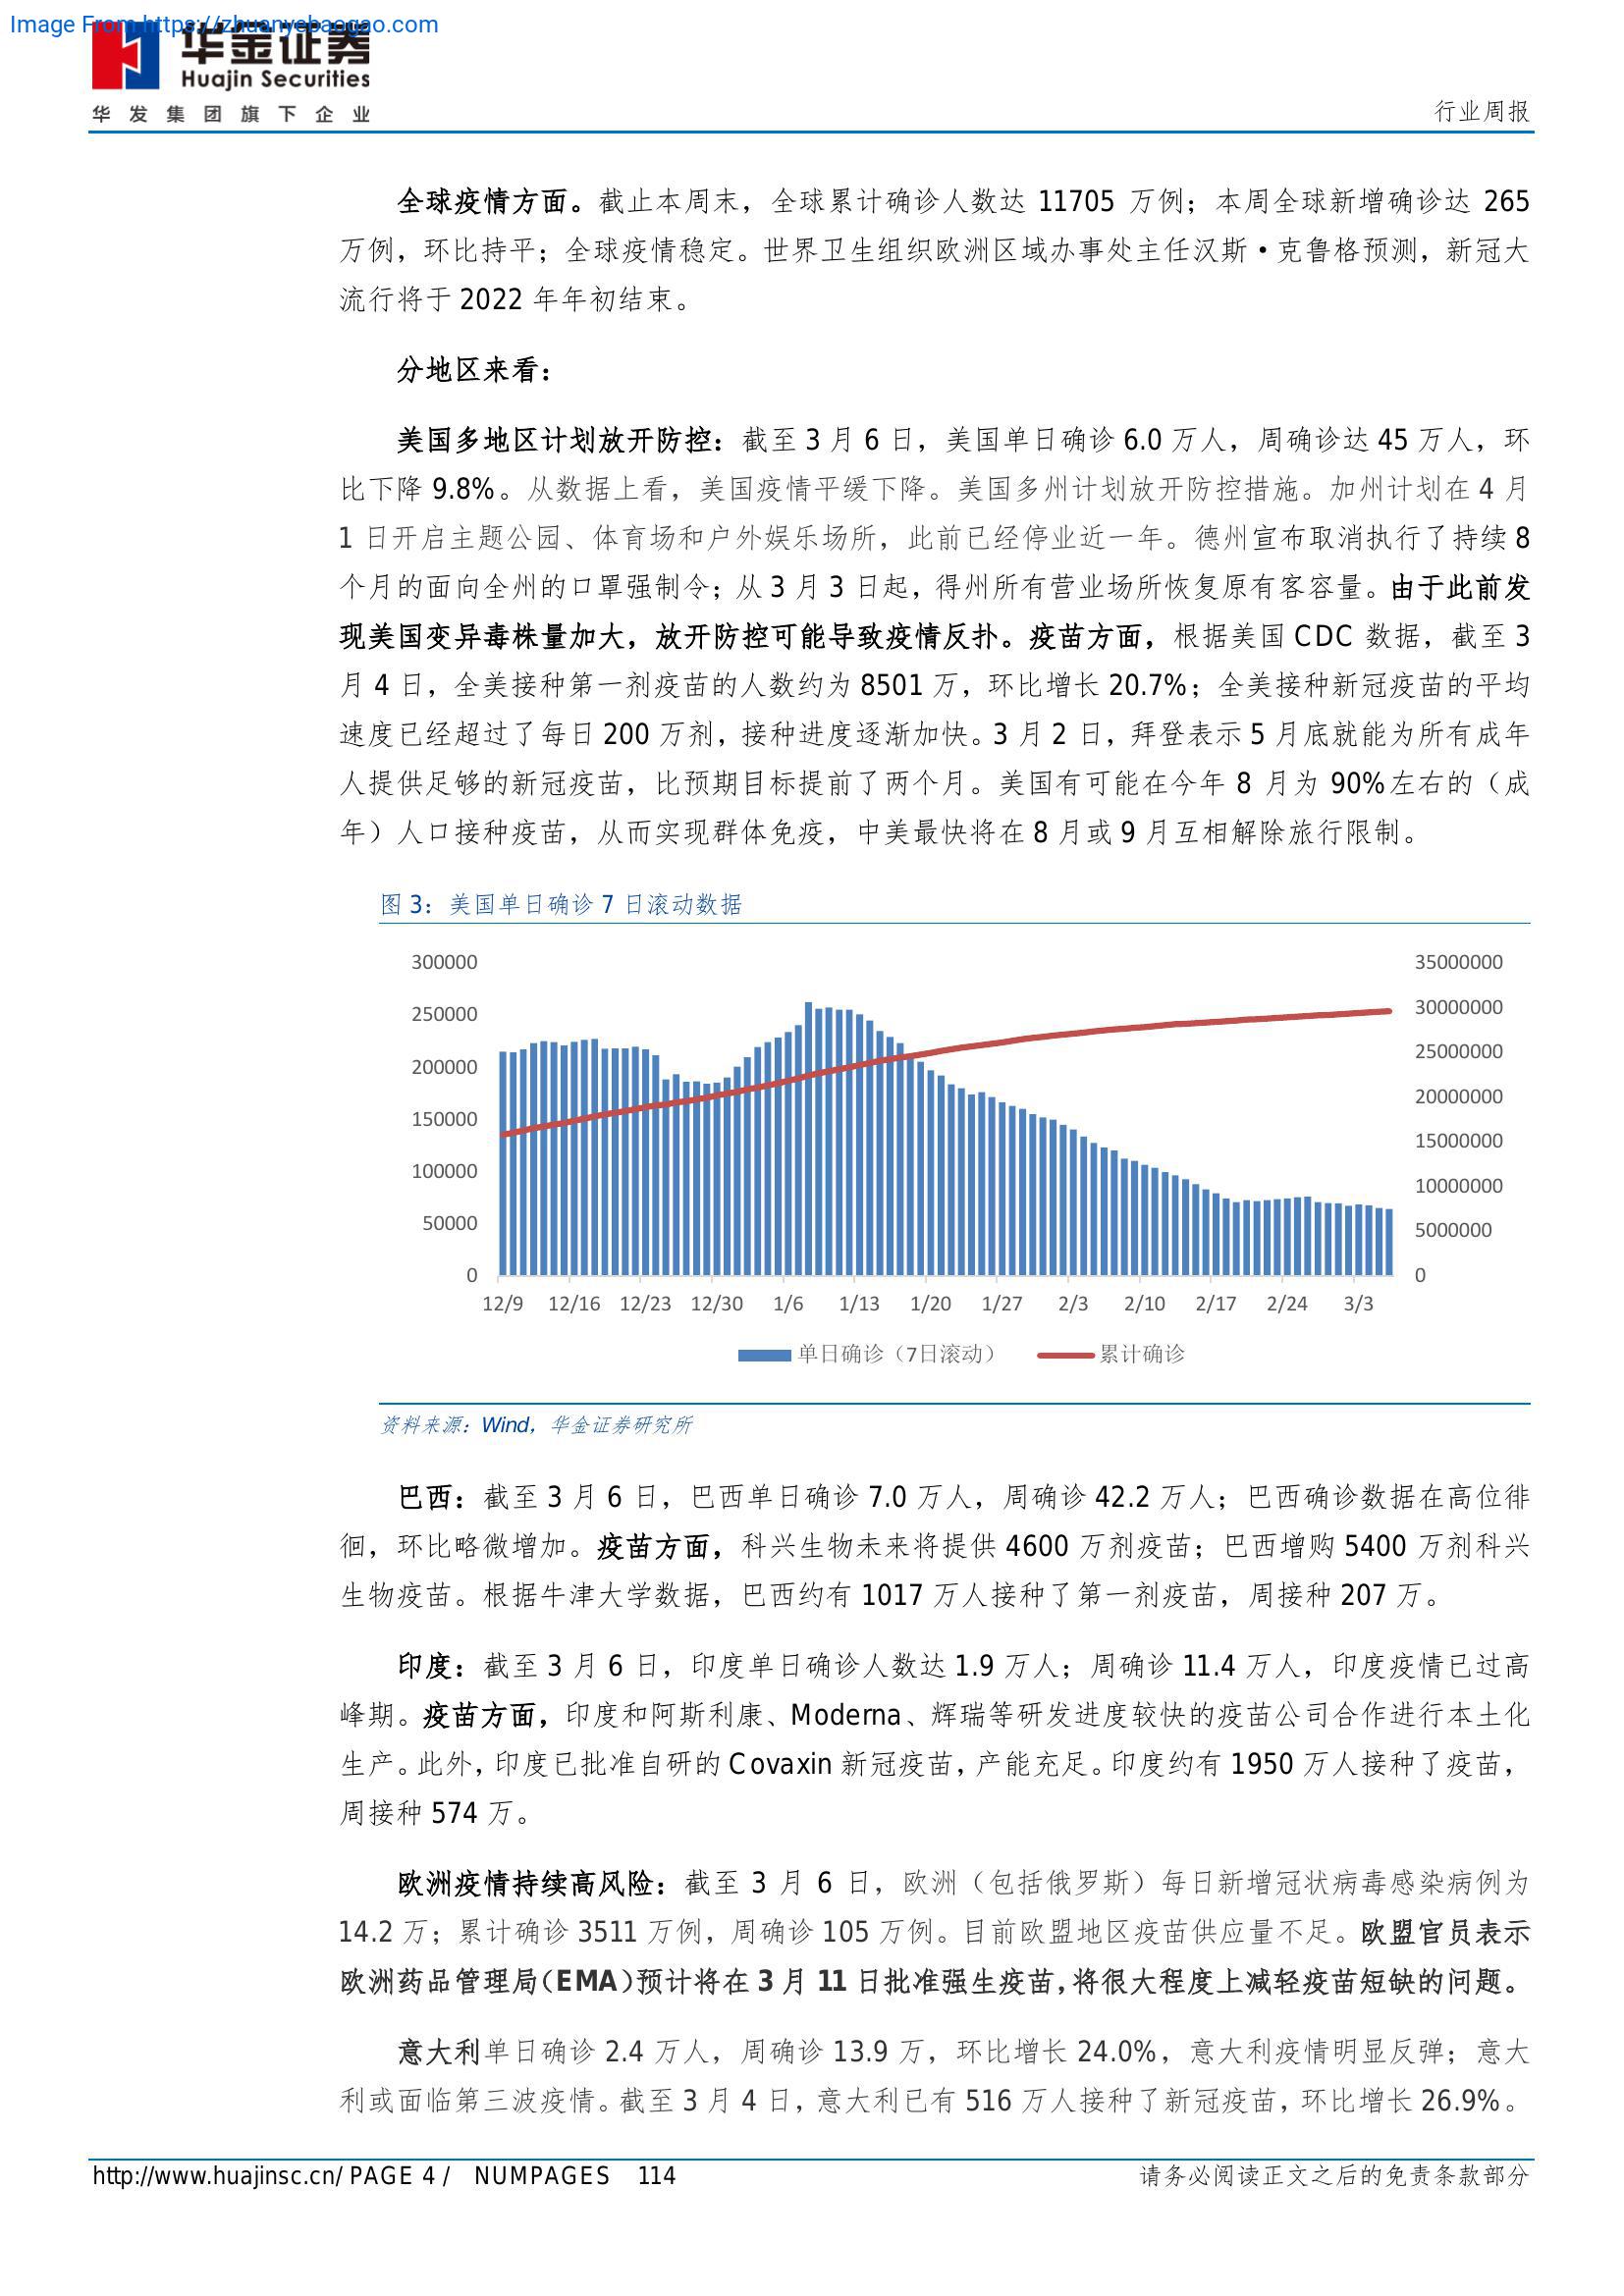 Image From https://zhuanyebaogao.com
华金证券
Huajin Securities
华发集团旗下企业
行业周报
全球疫情方面。截止本周末，全球累计确诊人数达 11705 万例；本周全球新增确诊达 265
万例，环比持平；全球疫情稳定。世界卫生组织欧洲区域办事处主任汉斯·克鲁格预测，新冠大
流行将于 2022 年年初结束。
分地区来看：
美国多地区计划放开防控：截至 3 月 6 日，美国单日确诊 6.0 万人，周确诊达 45 万人，环
比下降 9.8%。从数据上看，美国疫情平缓下降。美国多州计划放开防控措施。加州计划在 4 月
1 日开启主题公园、体育场和户外娱乐场所，此前已经停业近一年。德州宣布取消执行了持续 8
个月的面向全州的口罩强制令；从 3 月 3 日起，得州所有营业场所恢复原有客容量。由于此前发
现美国变异毒株量加大，放开防控可能导致疫情反扑。疫苗方面，根据美国 CDC 数据，截至 3
月 4 日，全美接种第一剂疫苗的人数约为 8501 万，环比增长 20.7%；全美接种新冠疫苗的平均
速度已经超过了每日 200 万剂，接种进度逐渐加快。3 月 2 日，拜登表示 5 月底就能为所有成年
人提供足够的新冠疫苗，比预期目标提前了两个月。美国有可能在今年 8 月为 90%左右的（成
年）人口接种疫苗，从而实现群体免疫，中美最快将在 8 月或 9 月互相解除旅行限制。
图 3：美国单日确诊 7 日滚动数据
300000
250000
200000
150000
100000
50000
0
35000000
30000000
25000000
20000000
15000000
10000000
5000000
0
12/9 12/16 12/23 12/30 1/6 1/13 1/20 1/27 2/3 2/10 2/17 2/24 3/3
单日确诊（7日滚动） 累计确诊
资料来源：Wind，华金证券研究所
巴西：截至 3 月 6 日，巴西单日确诊 7.0 万人，周确诊 42.2 万人；巴西确诊数据在高位徘
徊，环比略微增加。疫苗方面，科兴生物未来将提供 4600 万剂疫苗；巴西增购 5400 万剂科兴
生物疫苗。根据牛津大学数据，巴西约有 1017 万人接种了第一剂疫苗，周接种 207 万。
印度：截至 3 月 6 日，印度单日确诊人数达 1.9 万人；周确诊 11.4 万人，印度疫情已过高
峰期。疫苗方面，印度和阿斯利康、Moderna、辉瑞等研发进度较快的疫苗公司合作进行本土化
生产。此外，印度已批准自研的 Covaxin 新冠疫苗，产能充足。印度约有 1950 万人接种了疫苗，
周接种 574 万。
欧洲疫情持续高风险：截至 3 月 6 日，欧洲（包括俄罗斯）每日新增冠状病毒感染病例为
14.2 万；累计确诊 3511 万例，周确诊 105 万例。目前欧盟地区疫苗供应量不足。欧盟官员表示
欧洲药品管理局（EMA）预计将在 3 月 11 日批准强生疫苗，将很大程度上减轻疫苗短缺的问题。
意大利单日确诊 2.4 万人，周确诊 13.9 万，环比增长 24.0%，意大利疫情明显反弹；意大
利或面临第三波疫情。截至 3 月 4 日，意大利已有 516 万人接种了新冠疫苗，环比增长 26.9%。
http://www.huajinsc.cn/ PAGE 4 / NUMPAGES 114
请务必阅读正文之后的免责条款部分